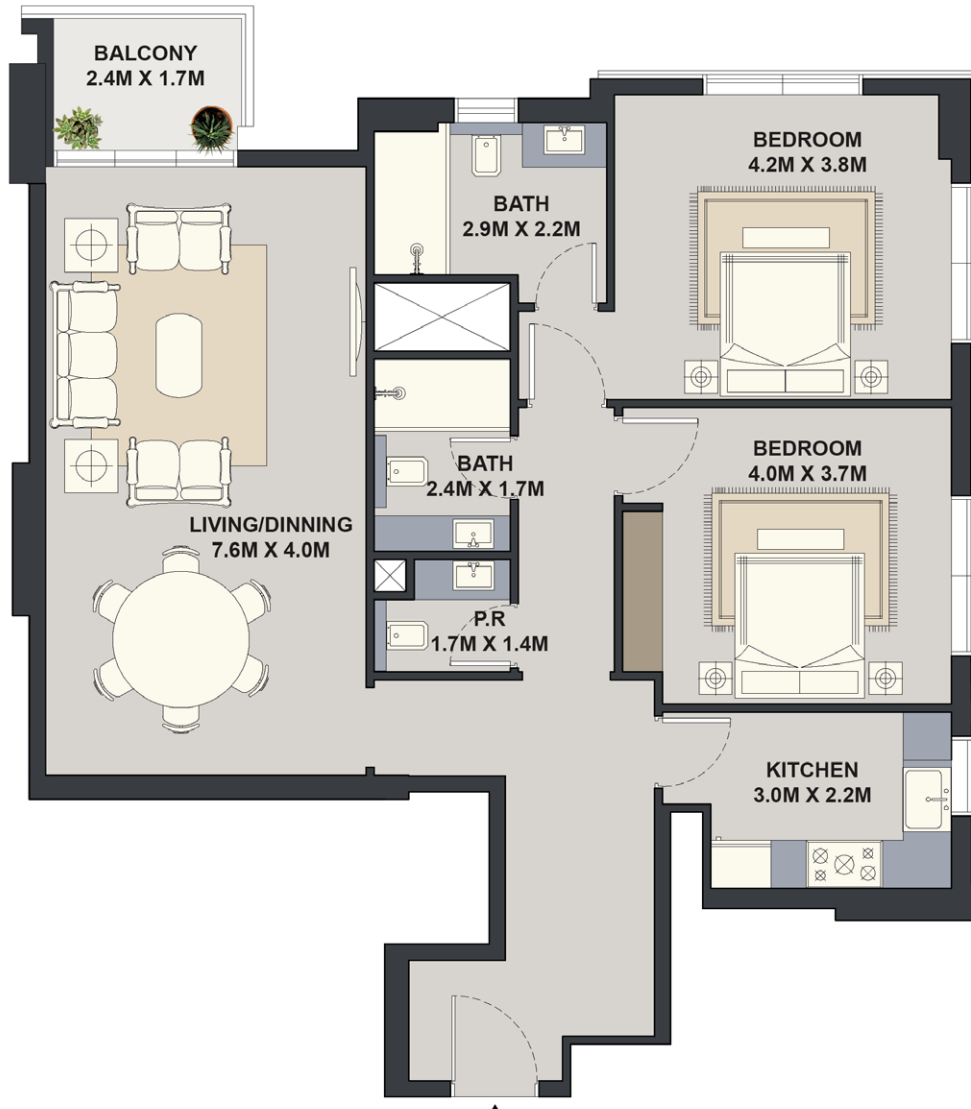 BALCONY
2.4M X 1.7M
BEDROOM
4.2M X 3.8M
BATH
2.9M X 2.2M
BEDROOM
4.0M X 3.7M
BATH
2.4M X 1.7M
LIVING/DINNING
7.6M X 4.0M
P.R
1.7M X 1.4M
KITCHEN
3.0M X 2.2M